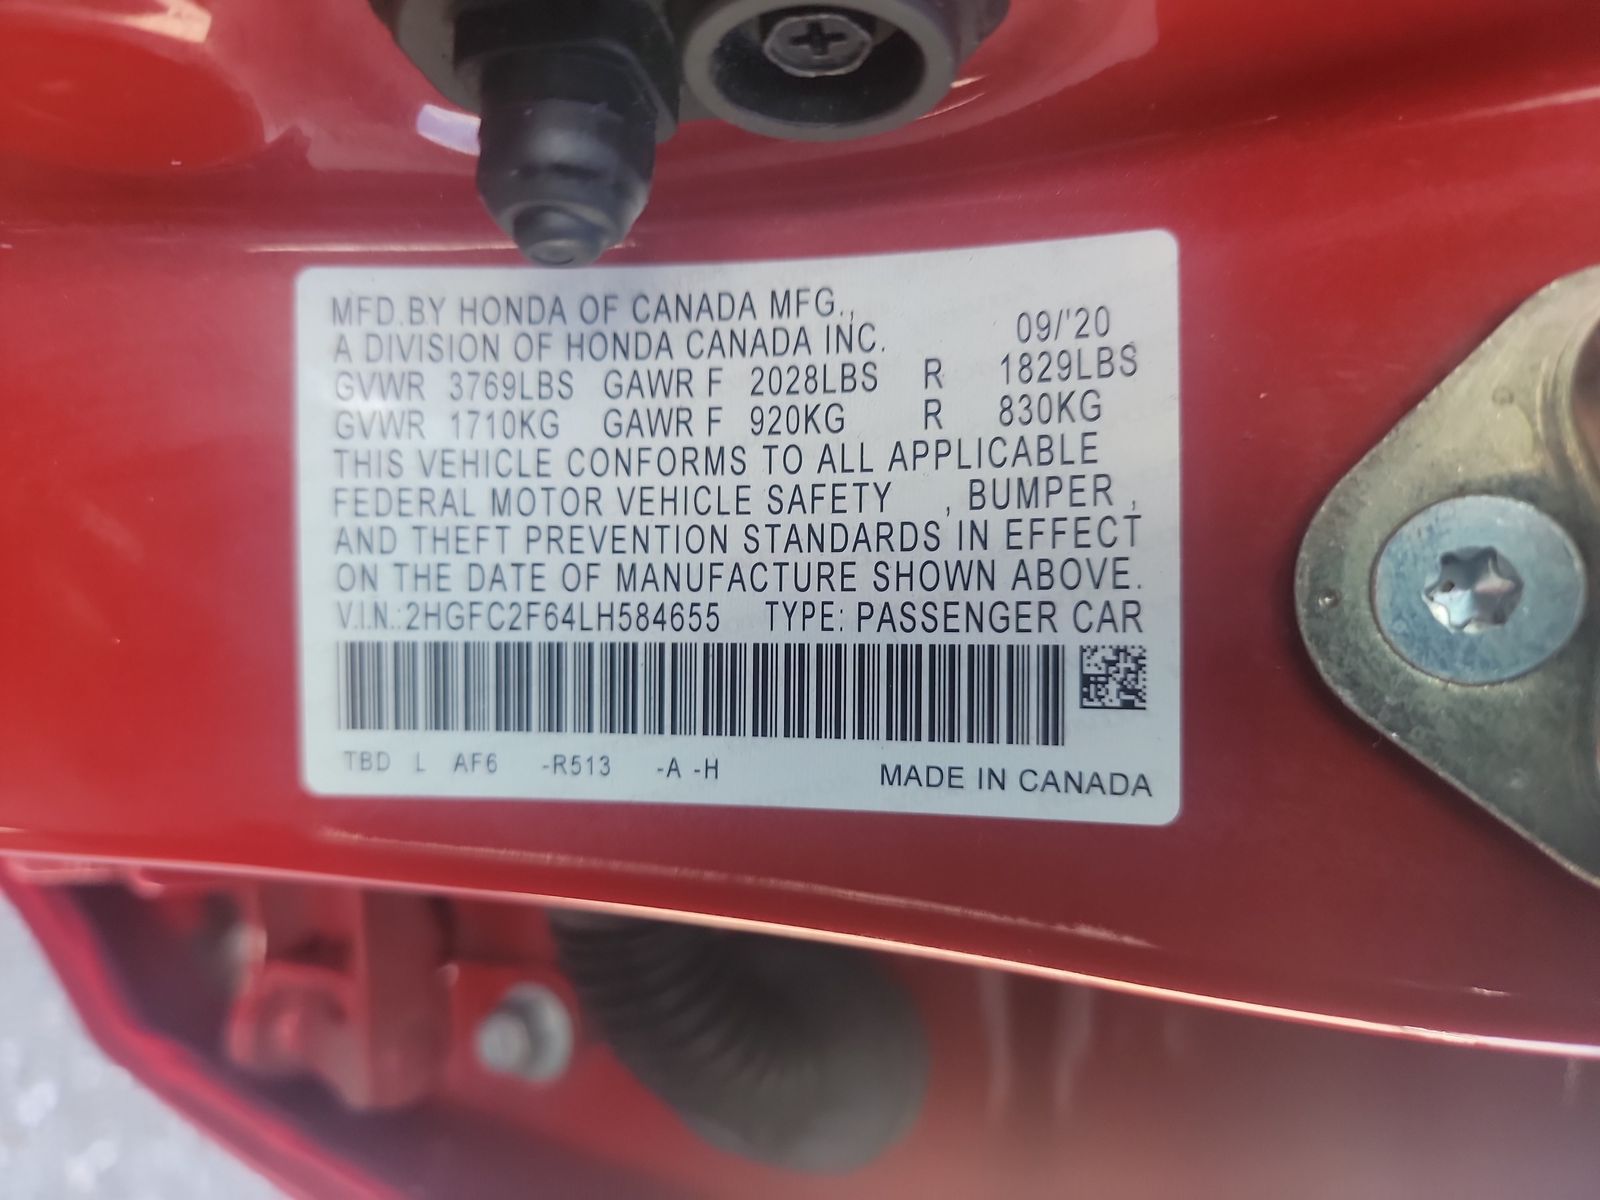 MFD.BY HONDA OF CANADA MFG.,
A DIVISION OF HONDA CANADA INC. 09/'20
GVWR 3769LBS GAWR F 2028LBS R 1829LBS
GVWR 1710KG GAWR F 920KG R 830KG
THIS VEHICLE CONFORMS TO ALL APPLICABLE
FEDERAL MOTOR VEHICLE SAFETY , BUMPER ,
AND THEFT PREVENTION STANDARDS IN EFFECT
ON THE DATE OF MANUFACTURE SHOWN ABOVE.
V.I.N.:2HGFC2F64LH584655 TYPE: PASSENGER CAR
TBD L AF6 -R513 -A -H
MADE IN CANADA